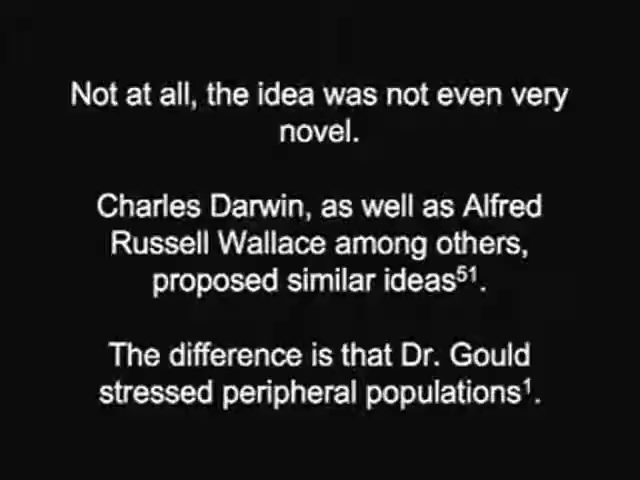 Not at all, the idea was not even very
novel.
Charles Darwin, as well as Alfred
Russell Wallace among others,
proposed similar ideas⁵¹.
The difference is that Dr. Gould
stressed peripheral populations¹.